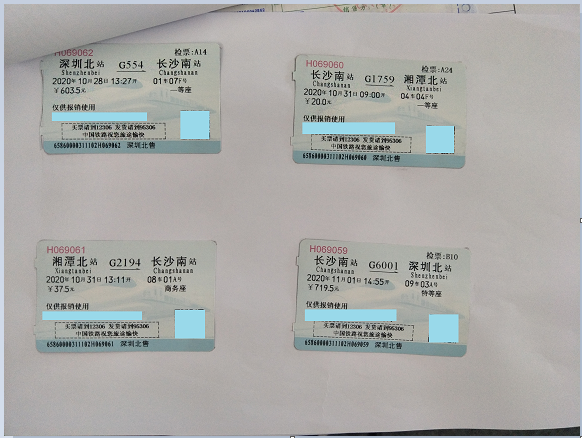 H069062
检票:A14
深圳北站 G554 长沙南站
Shenzhenbei Changshanan
2020年10月28日13:27开 01车07F号
¥603.5元 一等座
仅供报销使用
买票请到12306 发货请到95306
中国铁路祝您旅途愉快
65860000311102H069062 深圳北售
H069060
检票:A24
长沙南站 G1759 湘潭北站
Changshanan Xiangtanbei
2020年10月31日09:00开 04车04F号
¥20.0元 一等座
仅供报销使用
买票请到12306 发货请到95306
中国铁路祝您旅途愉快
65860000311102H069060 深圳北售
H069061
湘潭北站 G2194 长沙南站
Xiangtanbei Changshanan
2020年10月31日13:11开 08车01A号
¥37.5元 商务座
仅供报销使用
买票请到12306 发货请到95306
中国铁路祝您旅途愉快
65860000311102H069061 深圳北售
H069059
检票:B10
长沙南站 G6001 深圳北站
Changshanan Shenzhenbei
2020年11月01日14:55开 09车03A号
¥719.5元 特等座
仅供报销使用
买票请到12306 发货请到95306
中国铁路祝您旅途愉快
65860000311102H069059 深圳北售